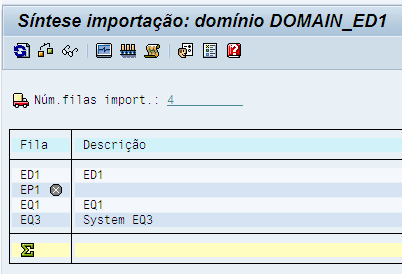 Síntese importação: domínio DOMAIN_ED1
Núm.filas import.: 4
Fila Descrição
ED1 ED1
EP1
EQ1 EQ1
EQ3 System EQ3
Σ